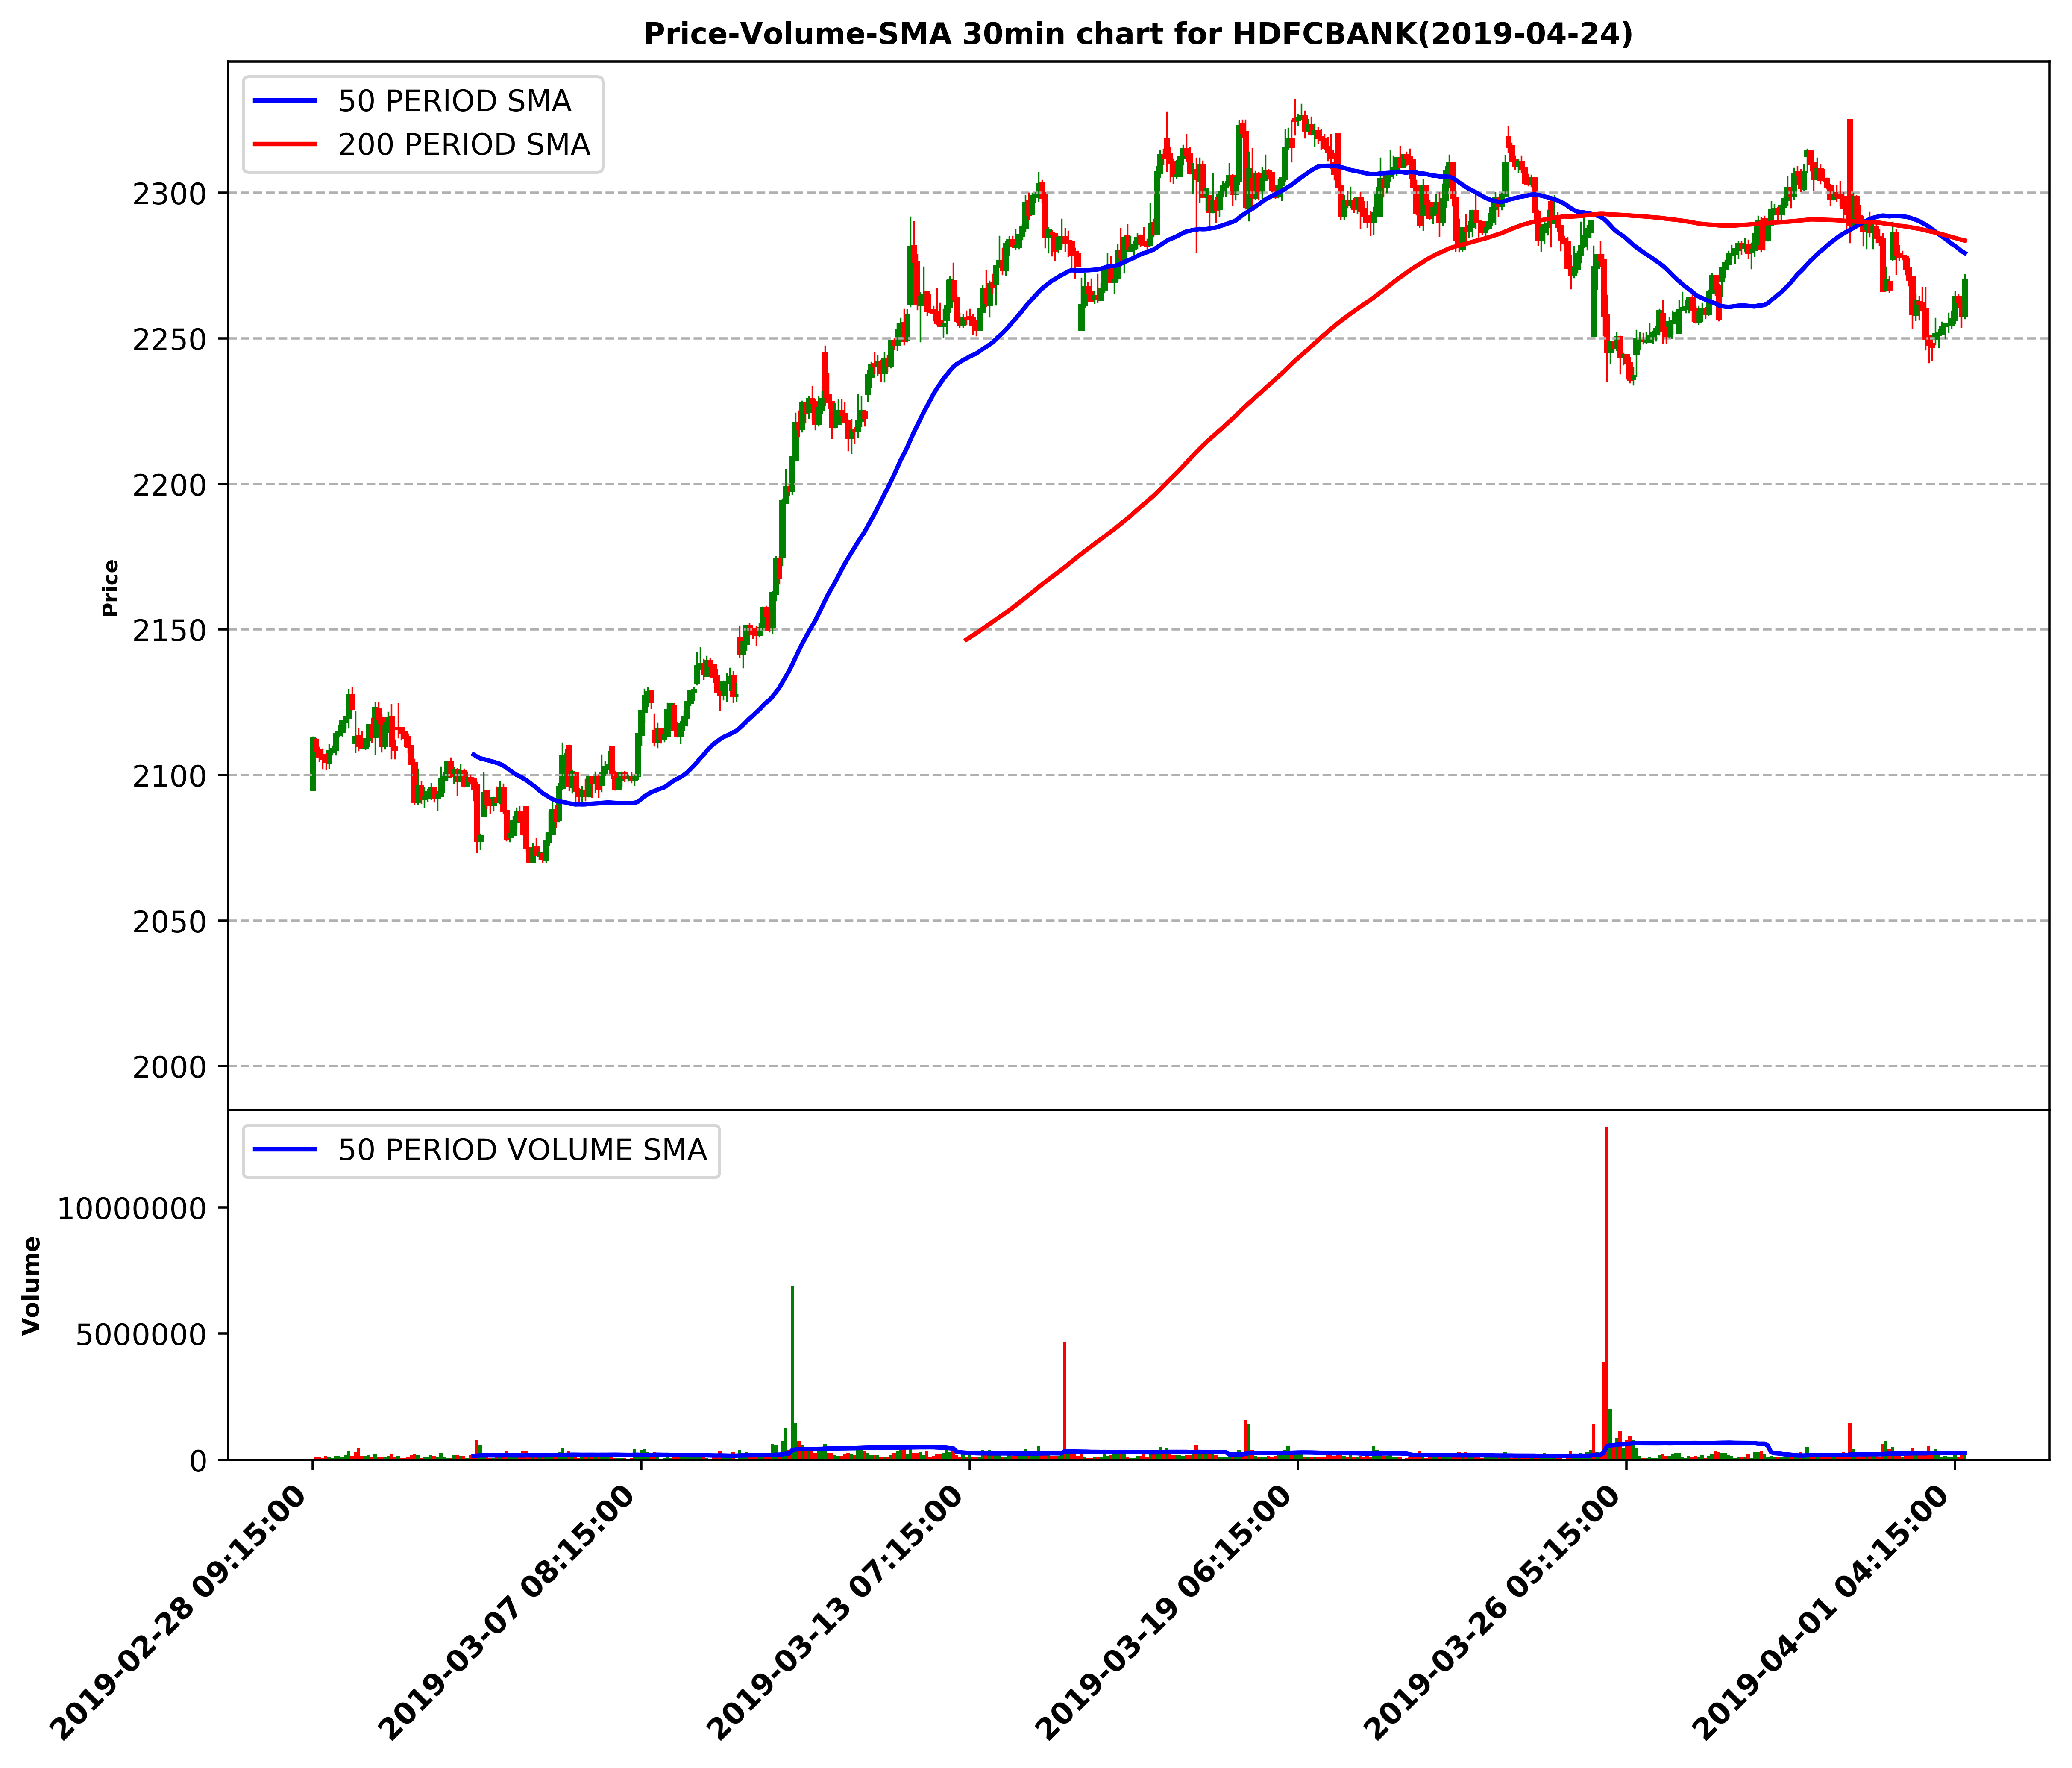 Price-Volume-SMA 30min chart for HDFCBANK(2019-04-24)
50 PERIOD SMA
200 PERIOD SMA
2300
2250
2200
2150
2100
2050
2000
Price
50 PERIOD VOLUME SMA
10000000
5000000
0
Volume
2019-02-28 09:15:00
2019-03-07 08:15:00
2019-03-13 07:15:00
2019-03-19 06:15:00
2019-03-26 05:15:00
2019-04-01 04:15:00